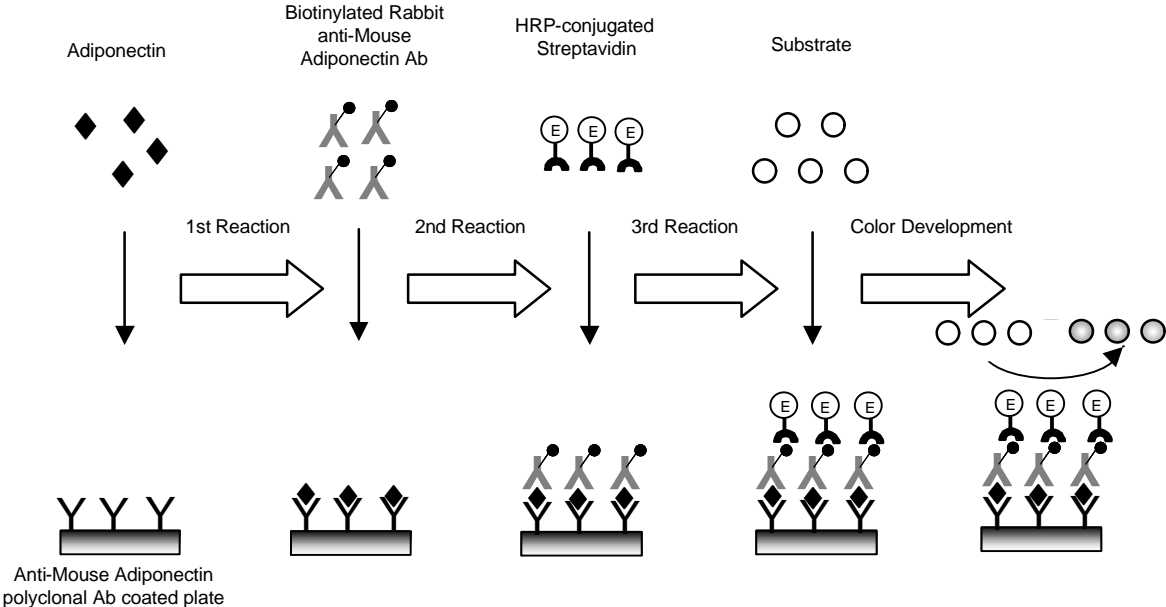 Adiponectin
Biotinylated Rabbit
anti-Mouse
Adiponectin Ab
HRP-conjugated
Streptavidin
Substrate
E E E
1st Reaction
2nd Reaction
3rd Reaction
Color Development
E E E
E E E
Anti-Mouse Adiponectin
polyclonal Ab coated plate